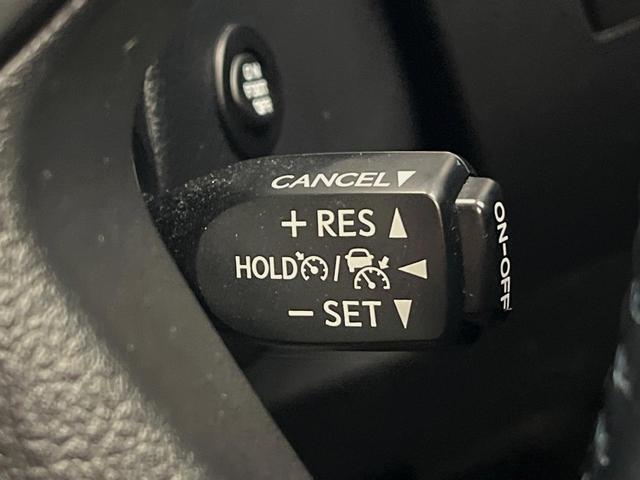 CANCEL
+ RES
HOLD /
- SET
ON-OFF